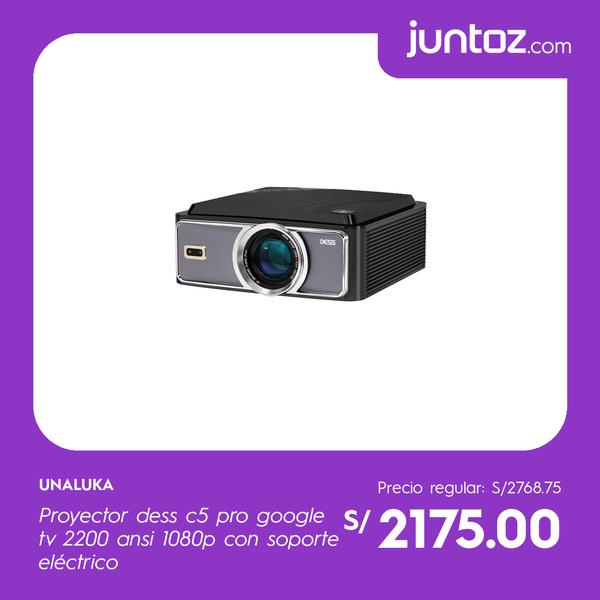 juntoz.com
DESS
UNALUKA
Proyector dess c5 pro google
tv 2200 ansi 1080p con soporte
eléctrico
Precio regular: S/2768.75
S/ 2175.00